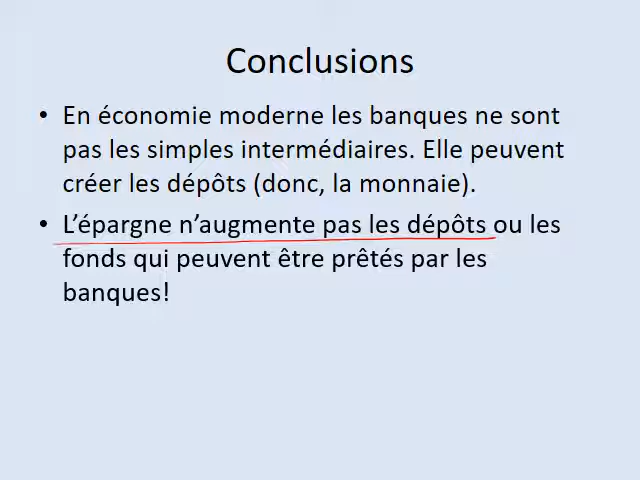 Conclusions
• En économie moderne les banques ne sont
pas les simples intermédiaires. Elle peuvent
créer les dépôts (donc, la monnaie).
• L’épargne n’augmente pas les dépôts ou les
fonds qui peuvent être prêtés par les
banques!